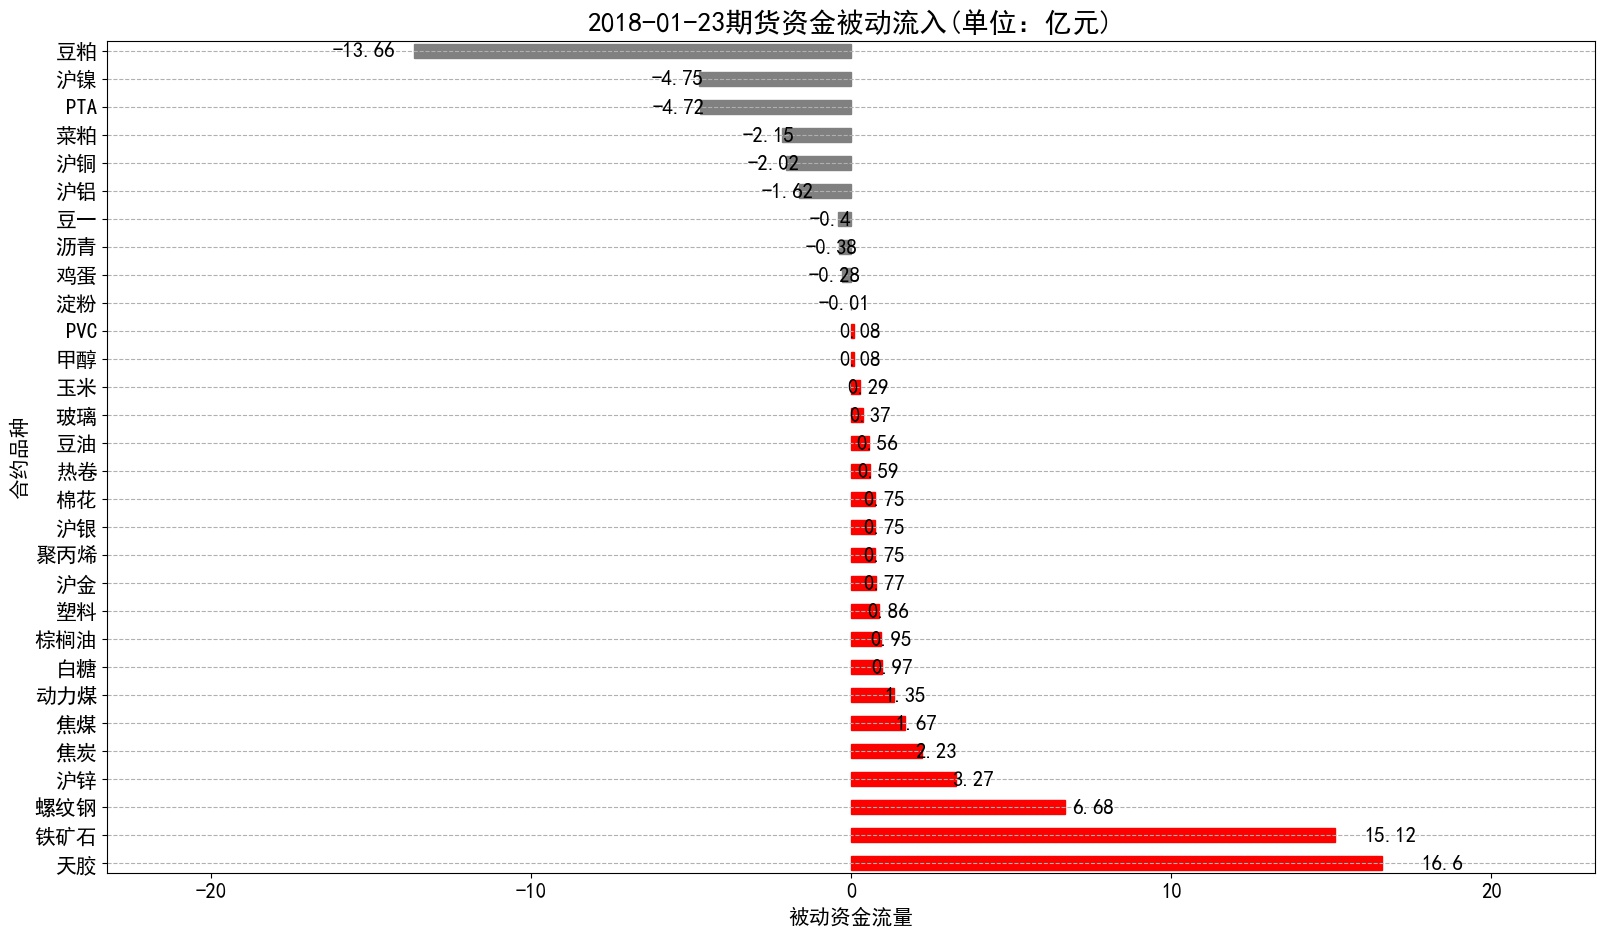 2018-01-23期货资金被动流入(单位：亿元)
豆粕 -13.66
沪镍 -4.75
PTA -4.72
菜粕 -2.15
沪铜 -2.02
沪铝 -1.62
豆一 -0.4
沥青 -0.38
鸡蛋 -0.28
淀粉 -0.01
PVC 0.08
甲醇 0.08
玉米 0.29
玻璃 0.37
豆油 0.56
热卷 0.59
棉花 0.75
沪银 0.75
聚丙烯 0.75
沪金 0.77
塑料 0.86
棕榈油 0.95
白糖 0.97
动力煤 1.35
焦煤 1.67
焦炭 2.23
沪锌 3.27
螺纹钢 6.68
铁矿石 15.12
天胶 16.6
合约品种
-20 -10 0 10 20
被动资金流量